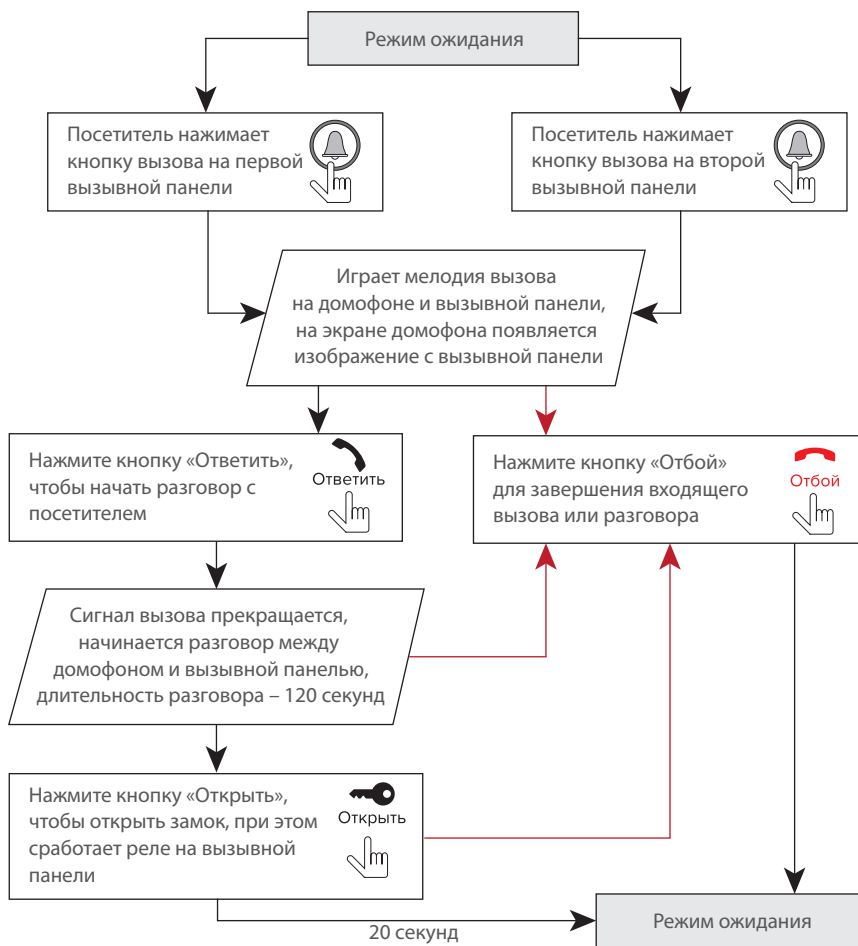 Режим ожидания
Посетитель нажимает
кнопку вызова на первой
вызывной панели
Посетитель нажимает
кнопку вызова на второй
вызывной панели
Играет мелодия вызова
на домофоне и вызывной панели,
на экране домофона появляется
изображение с вызывной панели
Нажмите кнопку «Ответить»,
чтобы начать разговор с
посетителем
Ответить
Нажмите кнопку «Отбой»
для завершения входящего
вызова или разговора
Отбой
Сигнал вызова прекращается,
начинается разговор между
домофоном и вызывной панелью,
длительность разговора – 120 секунд
Нажмите кнопку «Открыть»,
чтобы открыть замок, при этом
сработает реле на вызывной
панели
Открыть
20 секунд
Режим ожидания